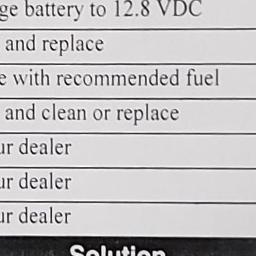 ge battery to 12.8 VDC
and replace
e with recommended fuel
and clean or replace
ur dealer
ur dealer
ur dealer
Solution